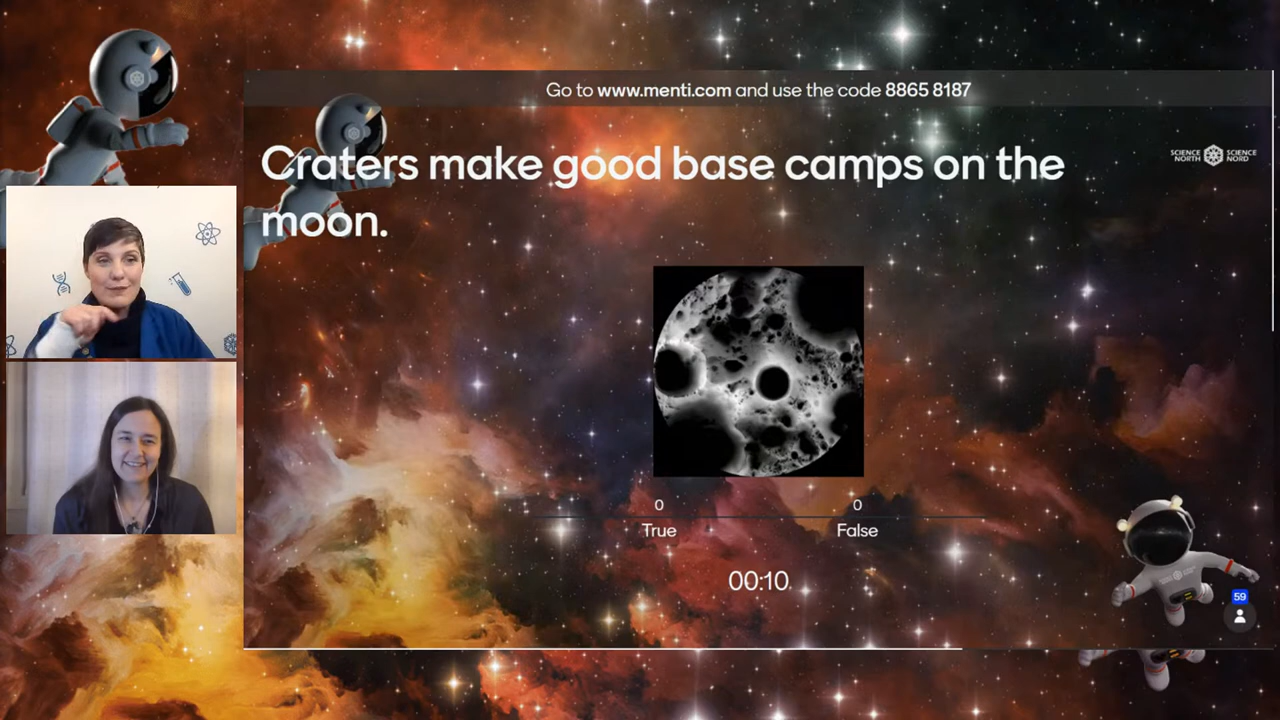 Go to www.menti.com and use the code 8865 8187
Craters make good base camps on the
moon.
SCIENCE NORTH SCIENCE NORD
0 0
True False
00:10
59